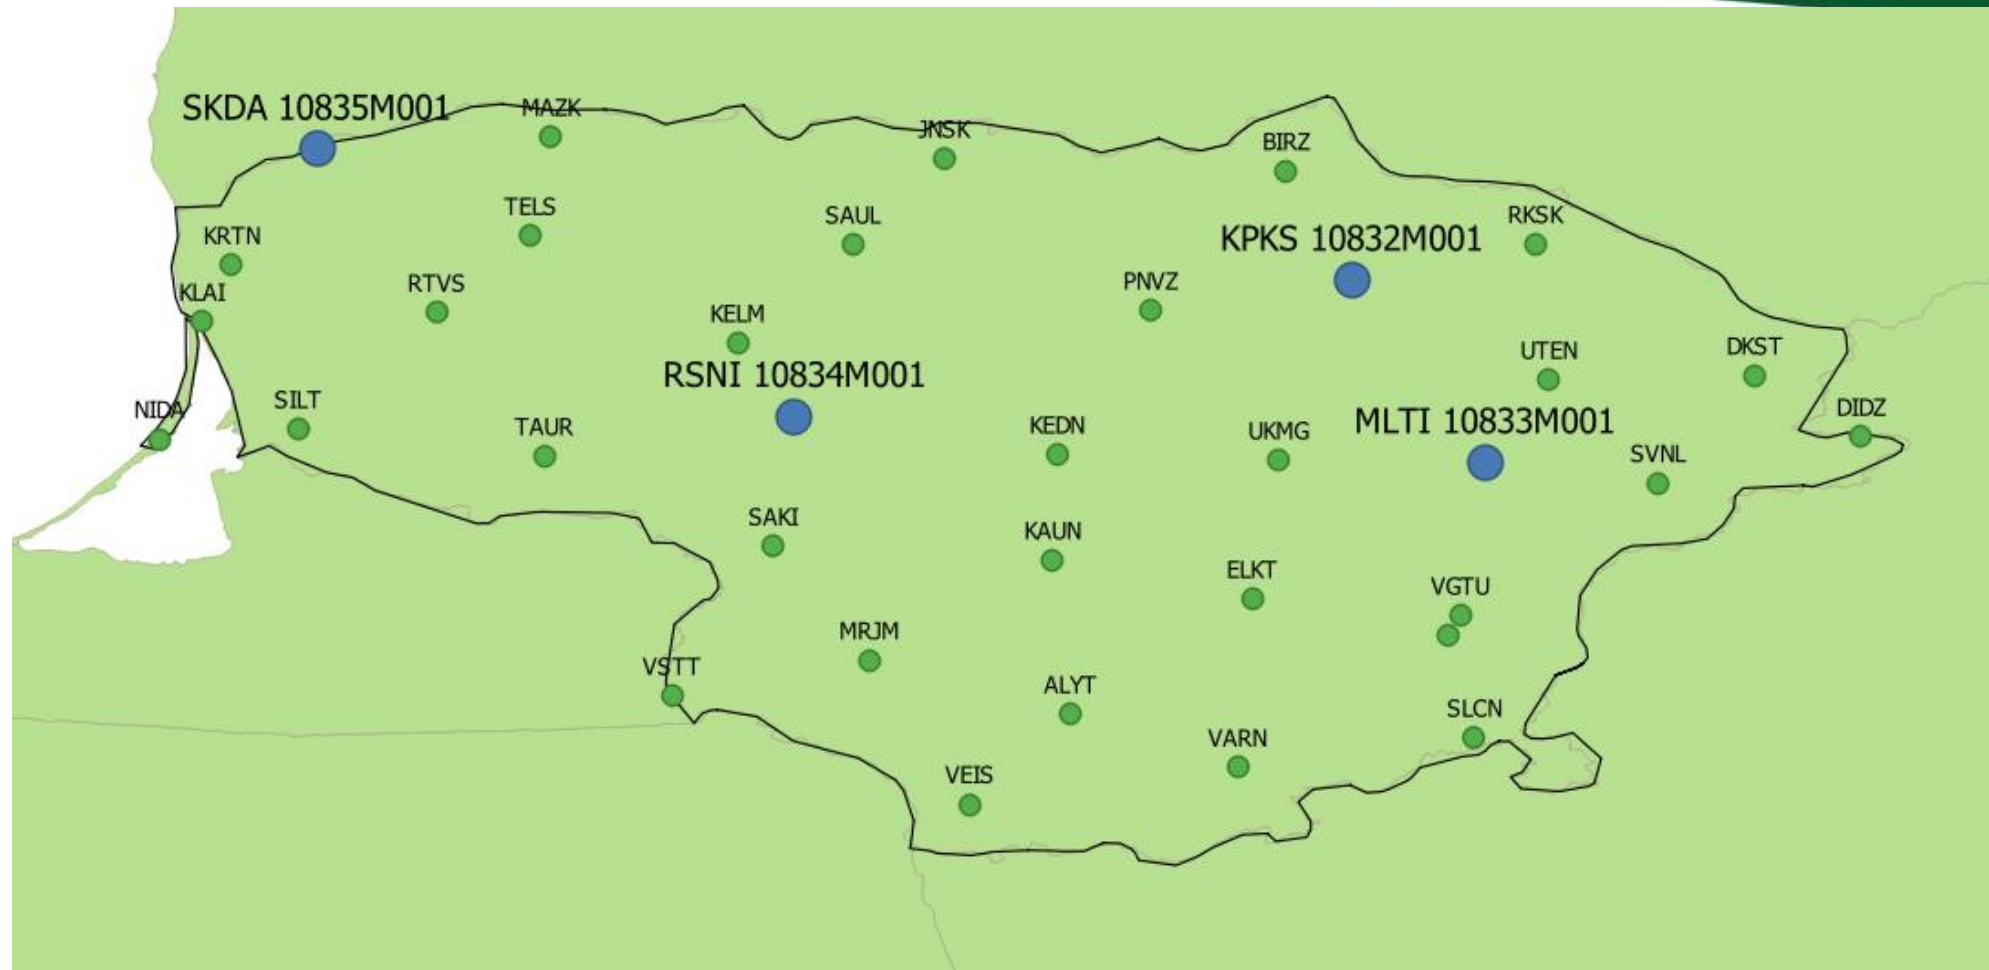 SKDA 10835M001
MAZK
JNSK
BIRZ
TELS
SAUL
RKSK
KRTN
KPKS 10832M001
RTVS
PNVZ
KLAI
KELM
UTEN
DKST
RSNI 10834M001
NIDA
SILT
TAUR
KEDN
UKMG
MLTI 10833M001
DIDZ
SVNL
SAKI
KAUN
ELKT
VGTU
MRJM
VSTT
ALYT
SLCN
VARN
VEIS